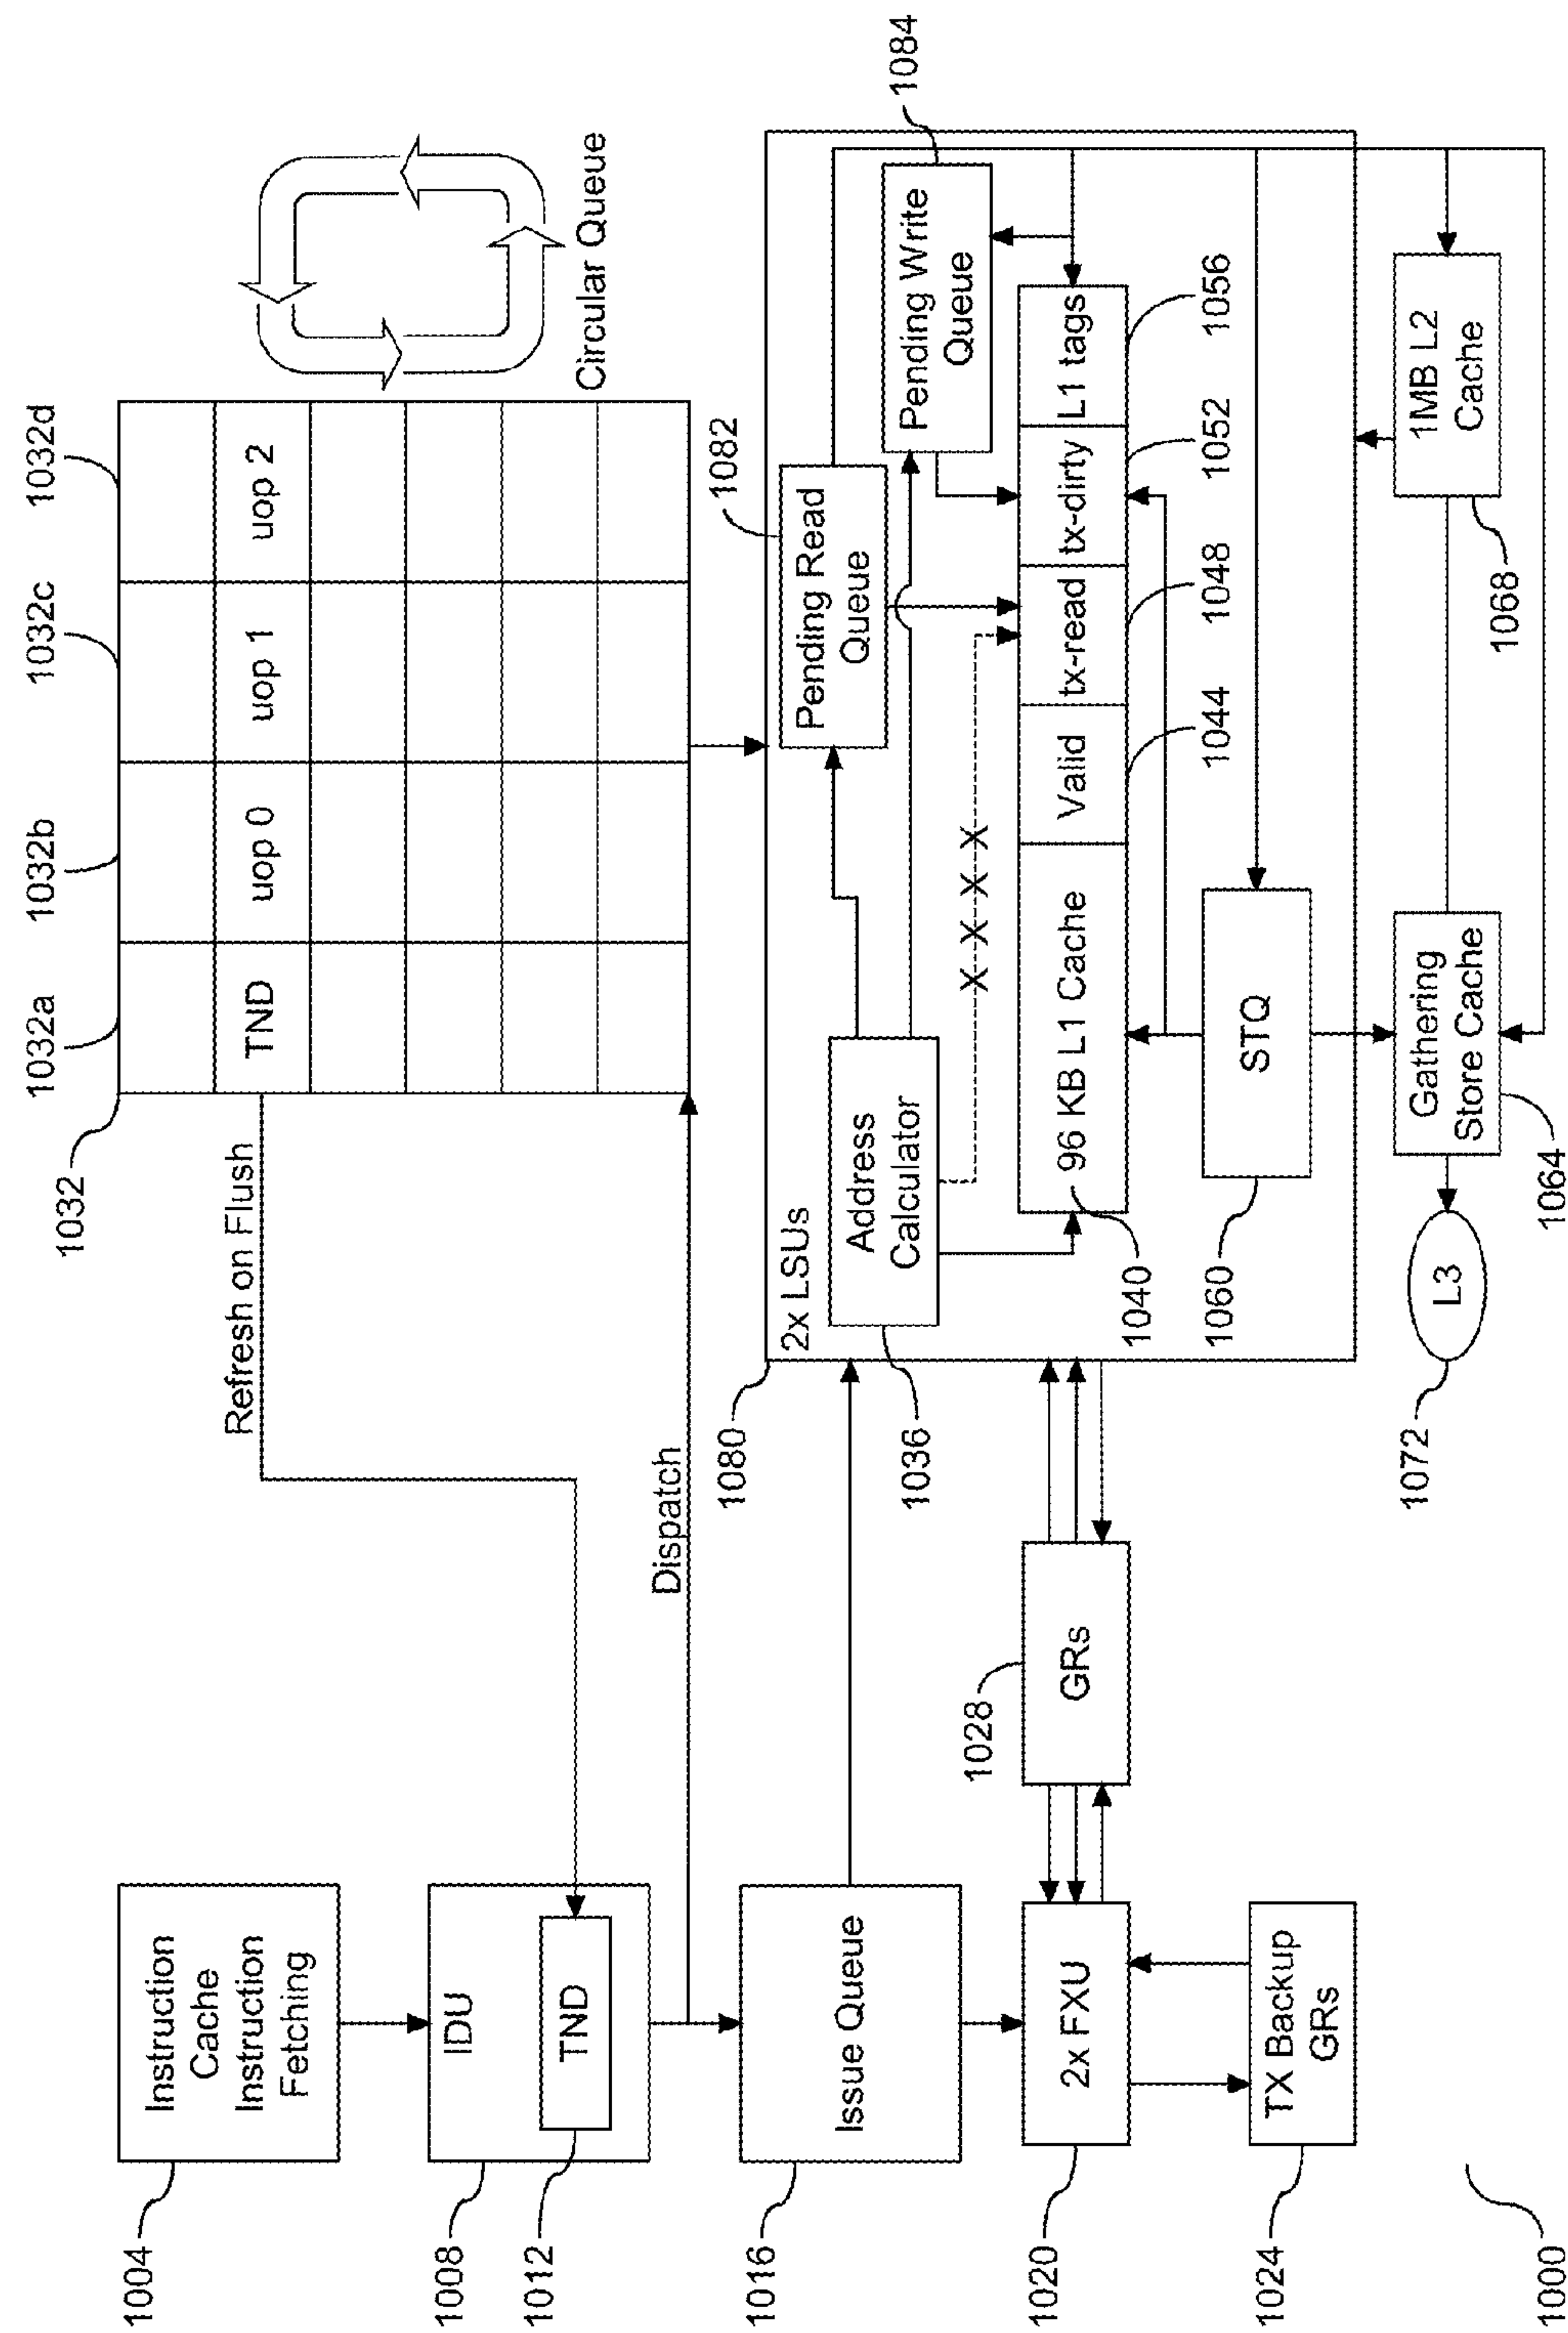 1004
Instruction
Cache
Instruction
Fetching
1008
IDU
1012
TND
Refresh on Flush
Dispatch
1032
1032a
1032b
1032c
1032d
TND
uop 0
uop 1
uop 2
Circular Queue
1016
Issue Queue
1020
2x FXU
1024
TX Backup
GRs
1028
GRs
1080
2x LSUs
1036
Address
Calculator
1082
Pending Read
Queue
1084
Pending Write
Queue
X X X X
1040
96 KB L1 Cache
Valid
tx-read
tx-dirty
L1 tags
1044
1048
1052
1056
1060
STQ
1072
L3
1064
Gathering
Store Cache
1068
1MB L2
Cache
1000